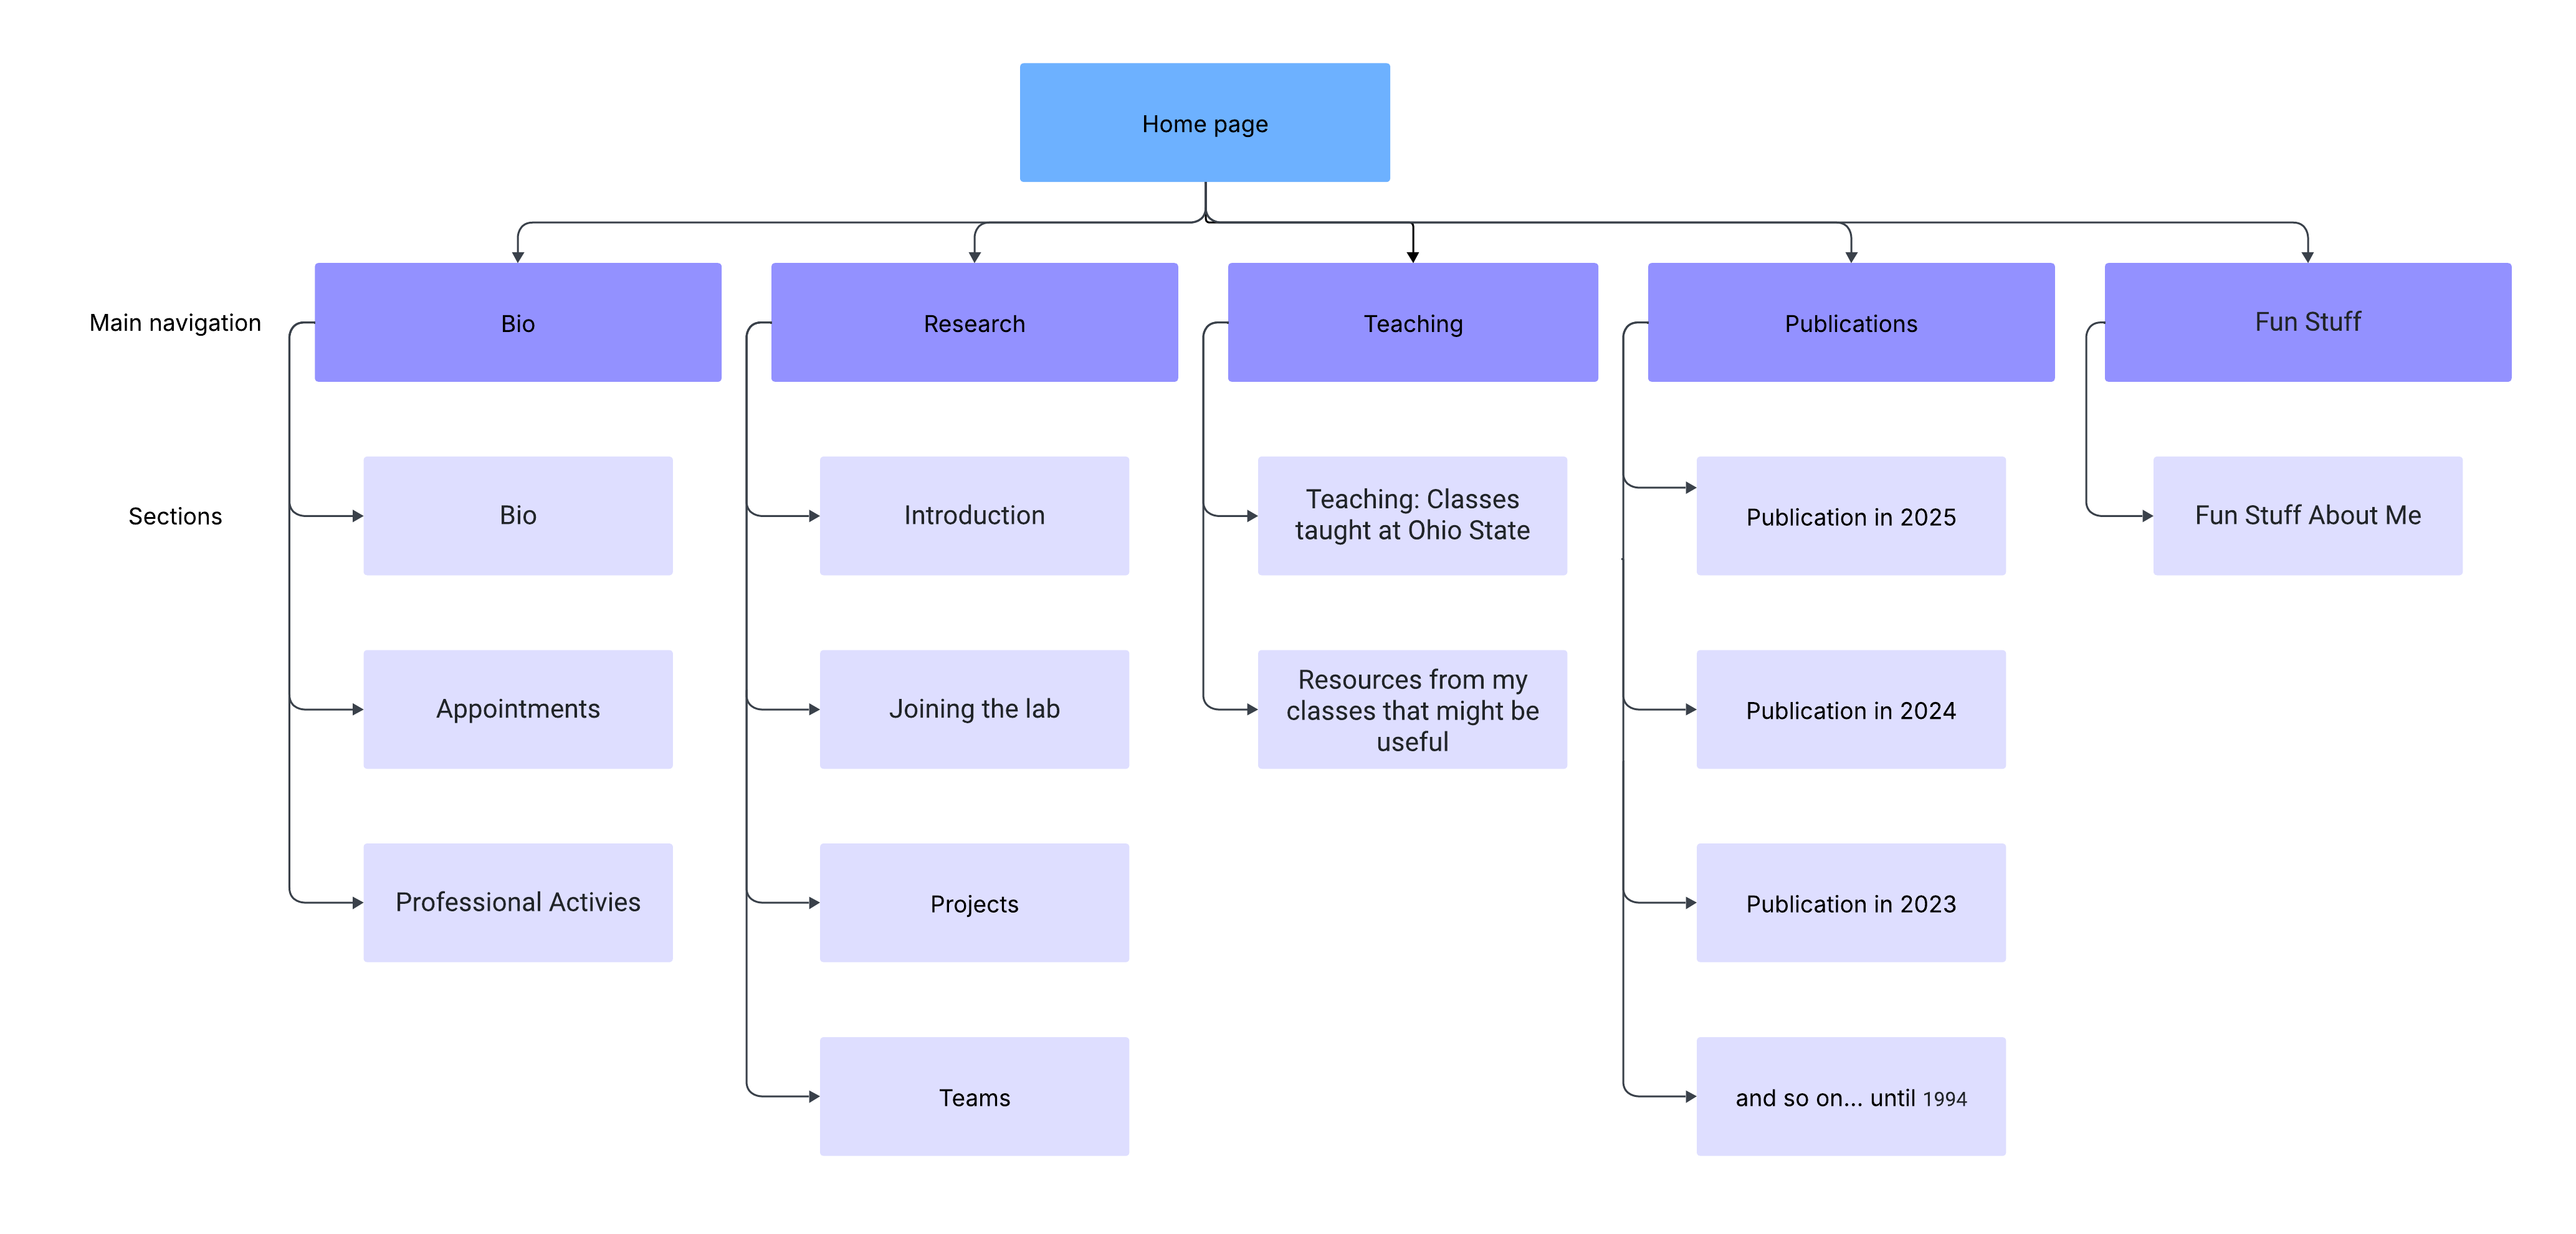 Home page
Main navigation
Bio
Research
Teaching
Publications
Fun Stuff
Sections
Bio
Introduction
Teaching: Classes
taught at Ohio State
Publication in 2025
Fun Stuff About Me
Appointments
Joining the lab
Resources from my
classes that might be
useful
Publication in 2024
Professional Activies
Projects
Publication in 2023
Teams
and so on... until 1994